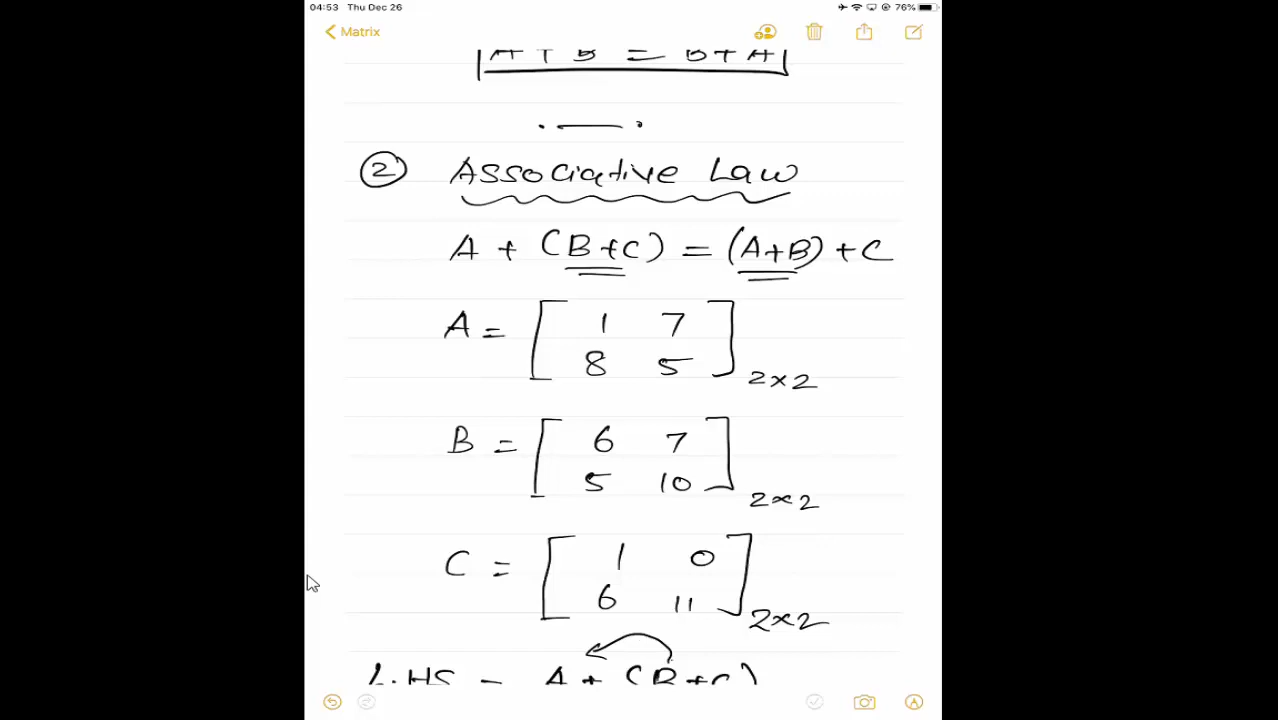 04:53 Thu Dec 26 76%
Matrix
A + B = B + A
② Associative Law
A + (B+C) = (A+B) + C
A = [ 1 7
8 5 ] 2×2
B = [ 6 7
5 10 ] 2×2
C = [ 1 0
6 11 ] 2×2
L.HS = A + (B+C)